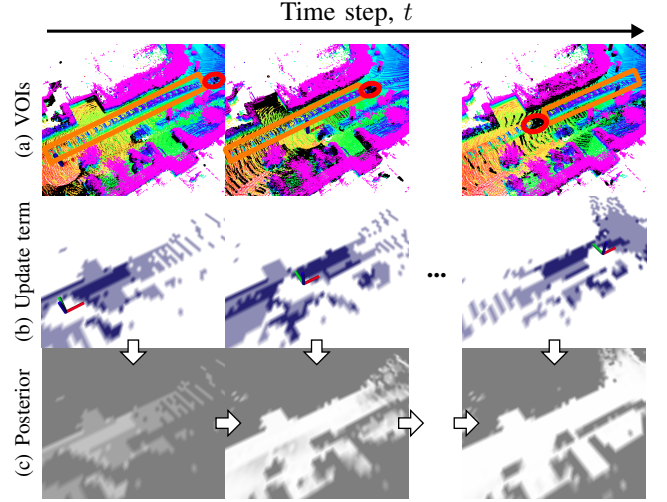 Time step, t
(a) VOIs
(b) Update term
...
(c) Posterior